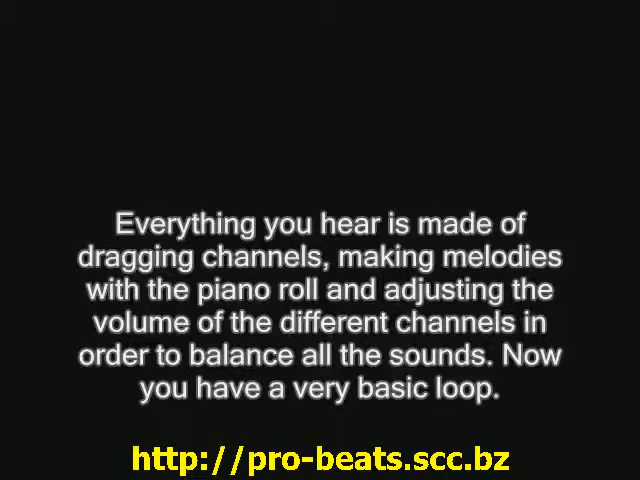 Everything you hear is made of
dragging channels, making melodies
with the piano roll and adjusting the
volume of the different channels in
order to balance all the sounds. Now
you have a very basic loop.
http://pro-beats.scc.bz